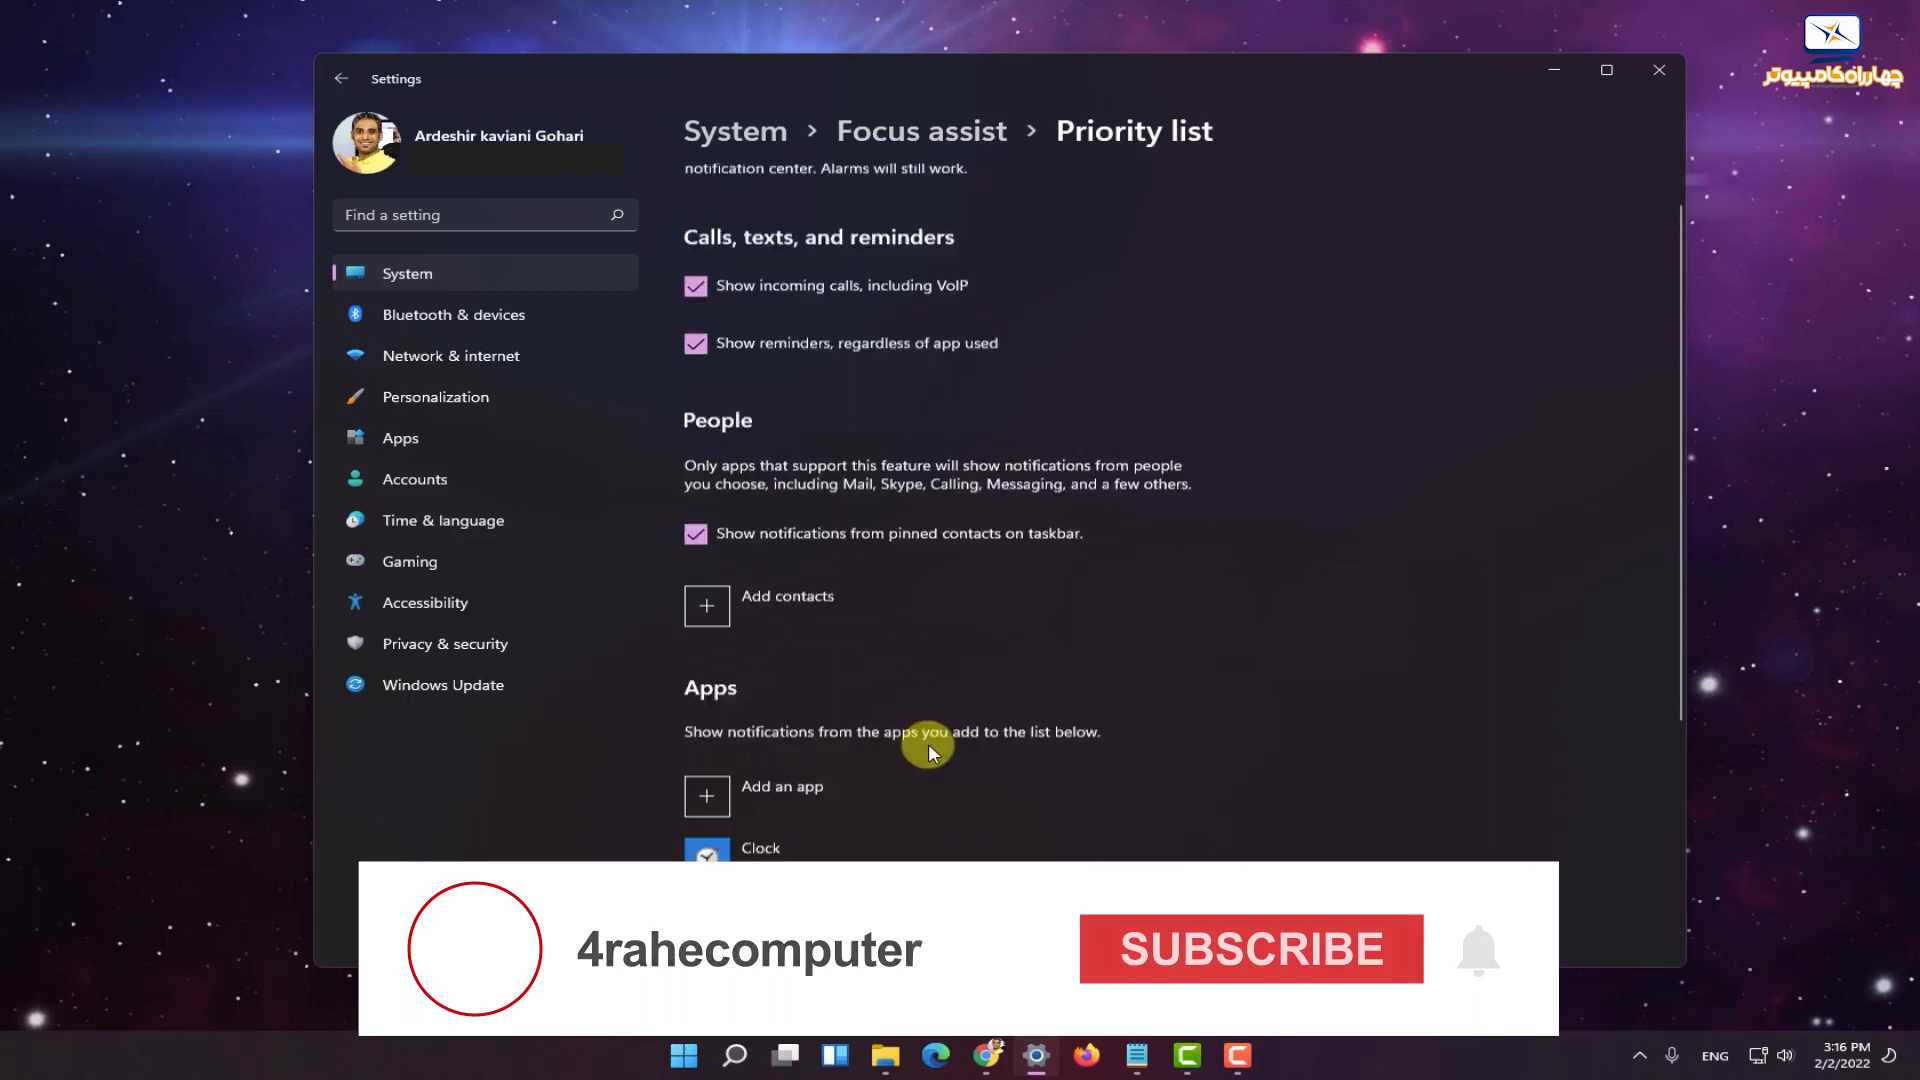 چهارراه کامپیوتر
Settings
Ardeshir kaviani Gohari
Find a setting
System
Bluetooth & devices
Network & internet
Personalization
Apps
Accounts
Time & language
Gaming
Accessibility
Privacy & security
Windows Update
System > Focus assist > Priority list
notification center. Alarms will still work.
Calls, texts, and reminders
Show incoming calls, including VoIP
Show reminders, regardless of app used
People
Only apps that support this feature will show notifications from people
you choose, including Mail, Skype, Calling, Messaging, and a few others.
Show notifications from pinned contacts on taskbar.
Add contacts
Apps
Show notifications from the apps you add to the list below.
Add an app
Clock
4rahecomputer
SUBSCRIBE
ENG
3:16 PM
2/2/2022